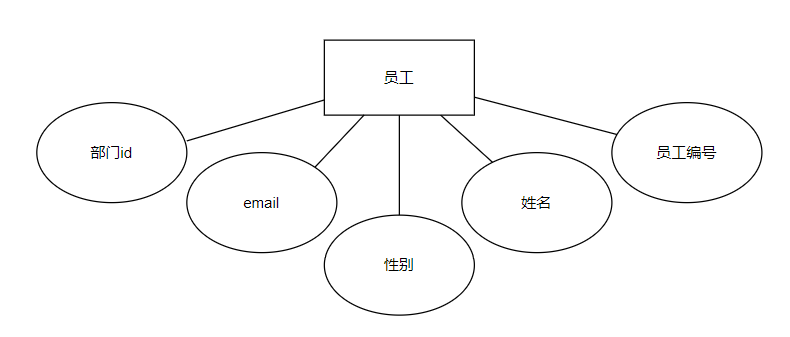 员工
部门id
员工编号
email
姓名
性别